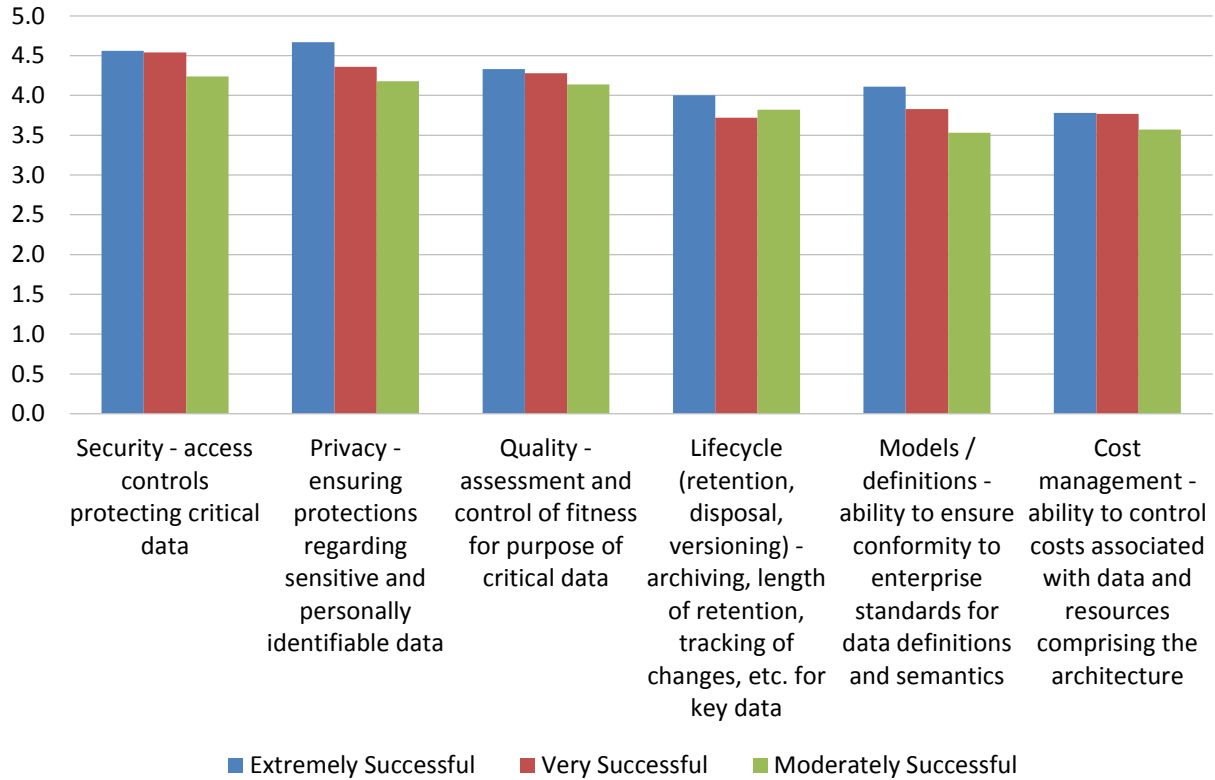 5.0
4.5
4.0
3.5
3.0
2.5
2.0
1.5
1.0
0.5
0.0
Security - access
controls
protecting critical
data
Privacy -
ensuring
protections
regarding
sensitive and
personally
identifiable data
Quality -
assessment and
control of fitness
for purpose of
critical data
Lifecycle
(retention,
disposal,
versioning) -
archiving, length
of retention,
tracking of
changes, etc. for
key data
Models /
definitions -
ability to ensure
conformity to
enterprise
standards for
data definitions
and semantics
Cost
management -
ability to control
costs associated
with data and
resources
comprising the
architecture
Extremely Successful
Very Successful
Moderately Successful